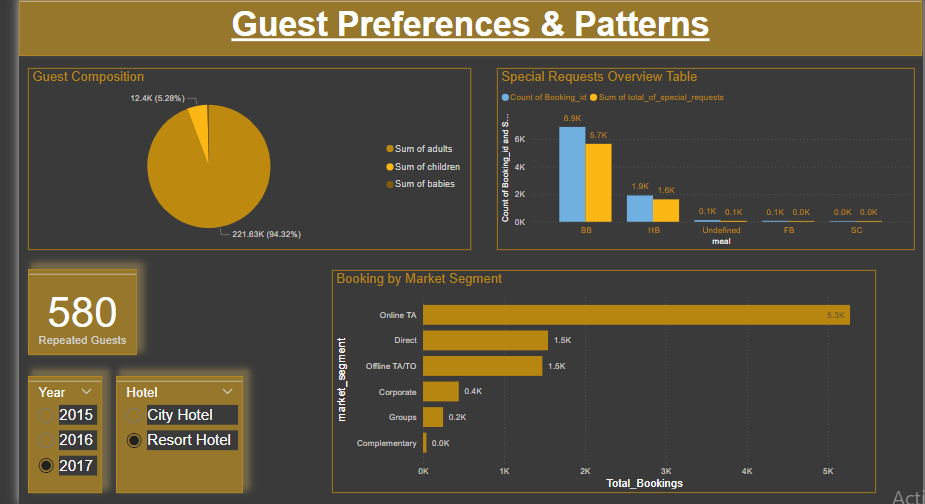 Guest Preferences & Patterns
Guest Composition
12.4K (5.28%)
221.63K (94.32%)
Sum of adults
Sum of children
Sum of babies
Special Requests Overview Table
Count of Booking_id Sum of total_of_special_requests
Count of Booking_id and S...
6K
4K
2K
0K
6.9K 5.7K
1.9K 1.6K
0.1K 0.1K
0.1K 0.0K
0.0K 0.0K
BB HB Undefined FB SC
meal
580
Repeated Guests
Year
2015
2016
2017
Hotel
City Hotel
Resort Hotel
Booking by Market Segment
market_segment
Online TA 5.3K
Direct 1.5K
Offline TA/TO 1.5K
Corporate 0.4K
Groups 0.2K
Complementary 0.0K
0K 1K 2K 3K 4K 5K
Total_Bookings
Acti